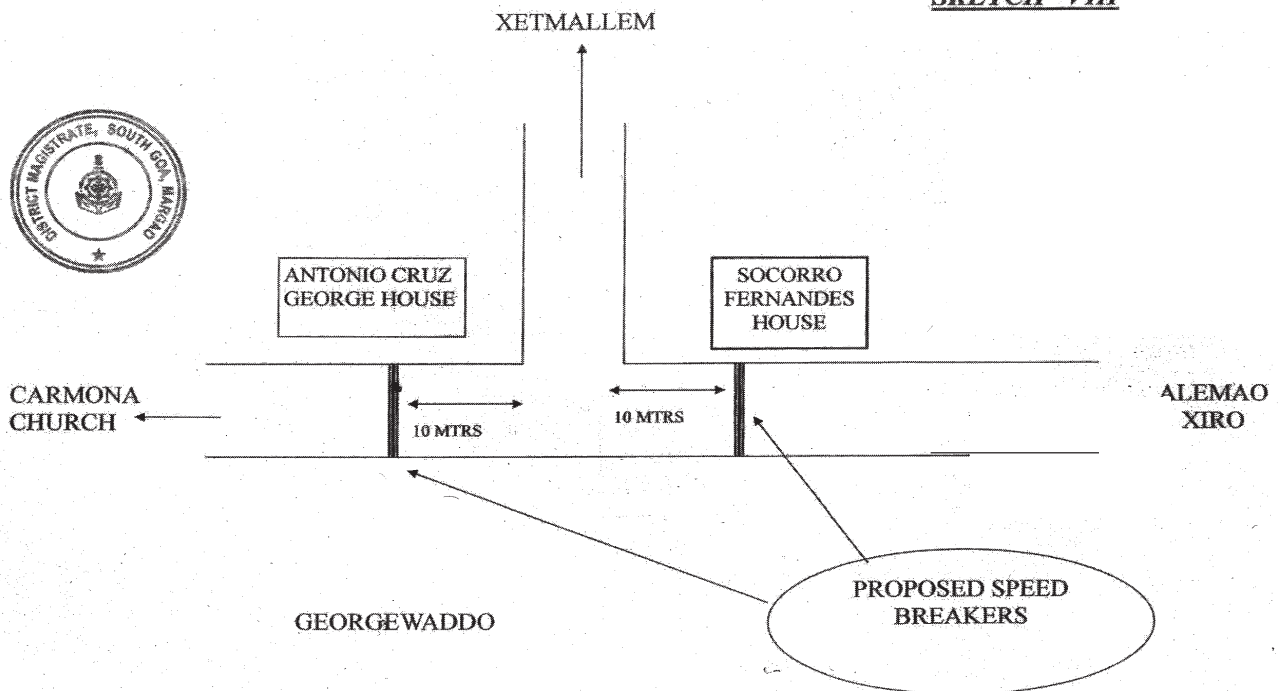 SKETCH - VIII
XETMALLEM
DISTRICT MAGISTRATE, SOUTH GOA, MARGAO
ANTONIO CRUZ
GEORGE HOUSE
SOCORRO
FERNANDES
HOUSE
CARMONA
CHURCH
10 MTRS
10 MTRS
ALEMAO
XIRO
PROPOSED SPEED
BREAKERS
GEORGEWADDO